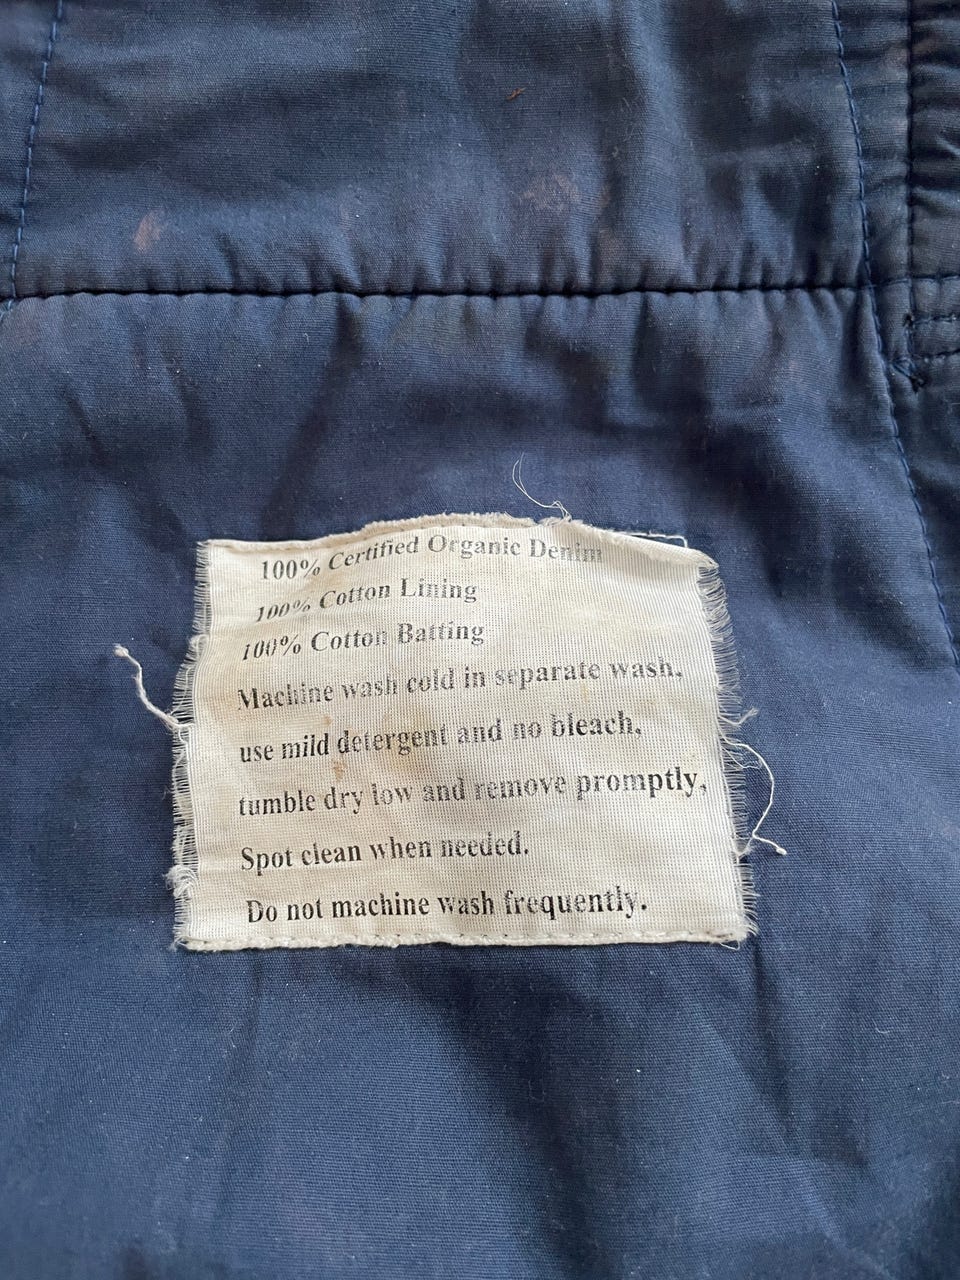 100% Certified Organic Denim
100% Cotton Lining
100% Cotton Batting
Machine wash cold in separate wash,
use mild detergent and no bleach,
tumble dry low and remove promptly,
Spot clean when needed.
Do not machine wash frequently.